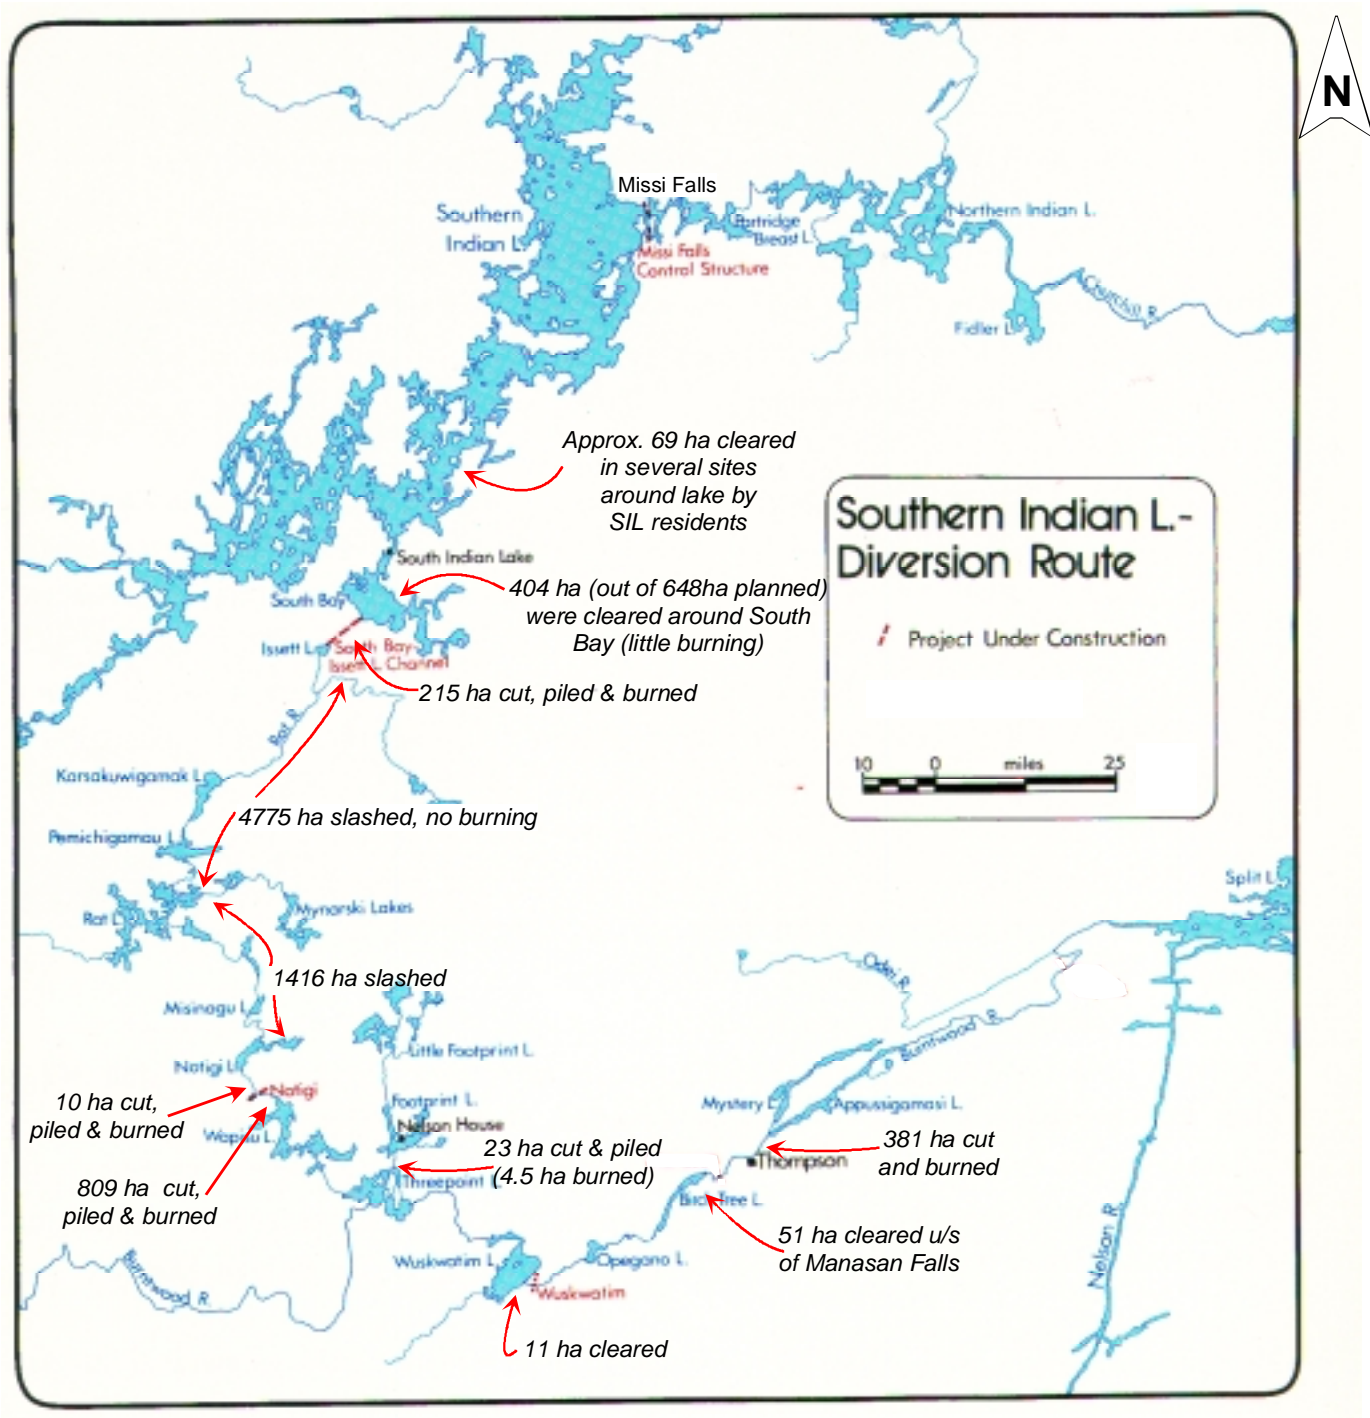 N
Missi Falls
Southern
Indian L.
Partridge
Breast L.
Northern Indian L.
Missi Falls
Control Structure
Churchill R.
Fidler L.
Approx. 69 ha cleared
in several sites
around lake by
SIL residents
Southern Indian L.-
Diversion Route
Project Under Construction
10 0 miles 25
South Indian Lake
404 ha (out of 648ha planned)
were cleared around South
Bay (little burning)
South Bay
Issett L.
South Bay-
Issett L. Channel
215 ha cut, piled & burned
Rat R.
Karsakuwigamak L.
4775 ha slashed, no burning
Pemichigamau L.
Split L.
Rat L.
Mynarski Lakes
1416 ha slashed
Odei R.
Misinagu L.
Burntwood R.
Little Footprint L.
Notigi L.
Notigi
10 ha cut,
piled & burned
Footprint L.
Mystery L.
Appussigamasi L.
Nelson House
Wapisu L.
23 ha cut & piled
(4.5 ha burned)
381 ha cut
and burned
Thompson
Threepoint L.
809 ha cut,
piled & burned
Birch Tree L.
51 ha cleared u/s
of Manasan Falls
Nelson R.
Burntwood R.
Wuskwatim L.
Opegano L.
Wuskwatim
11 ha cleared